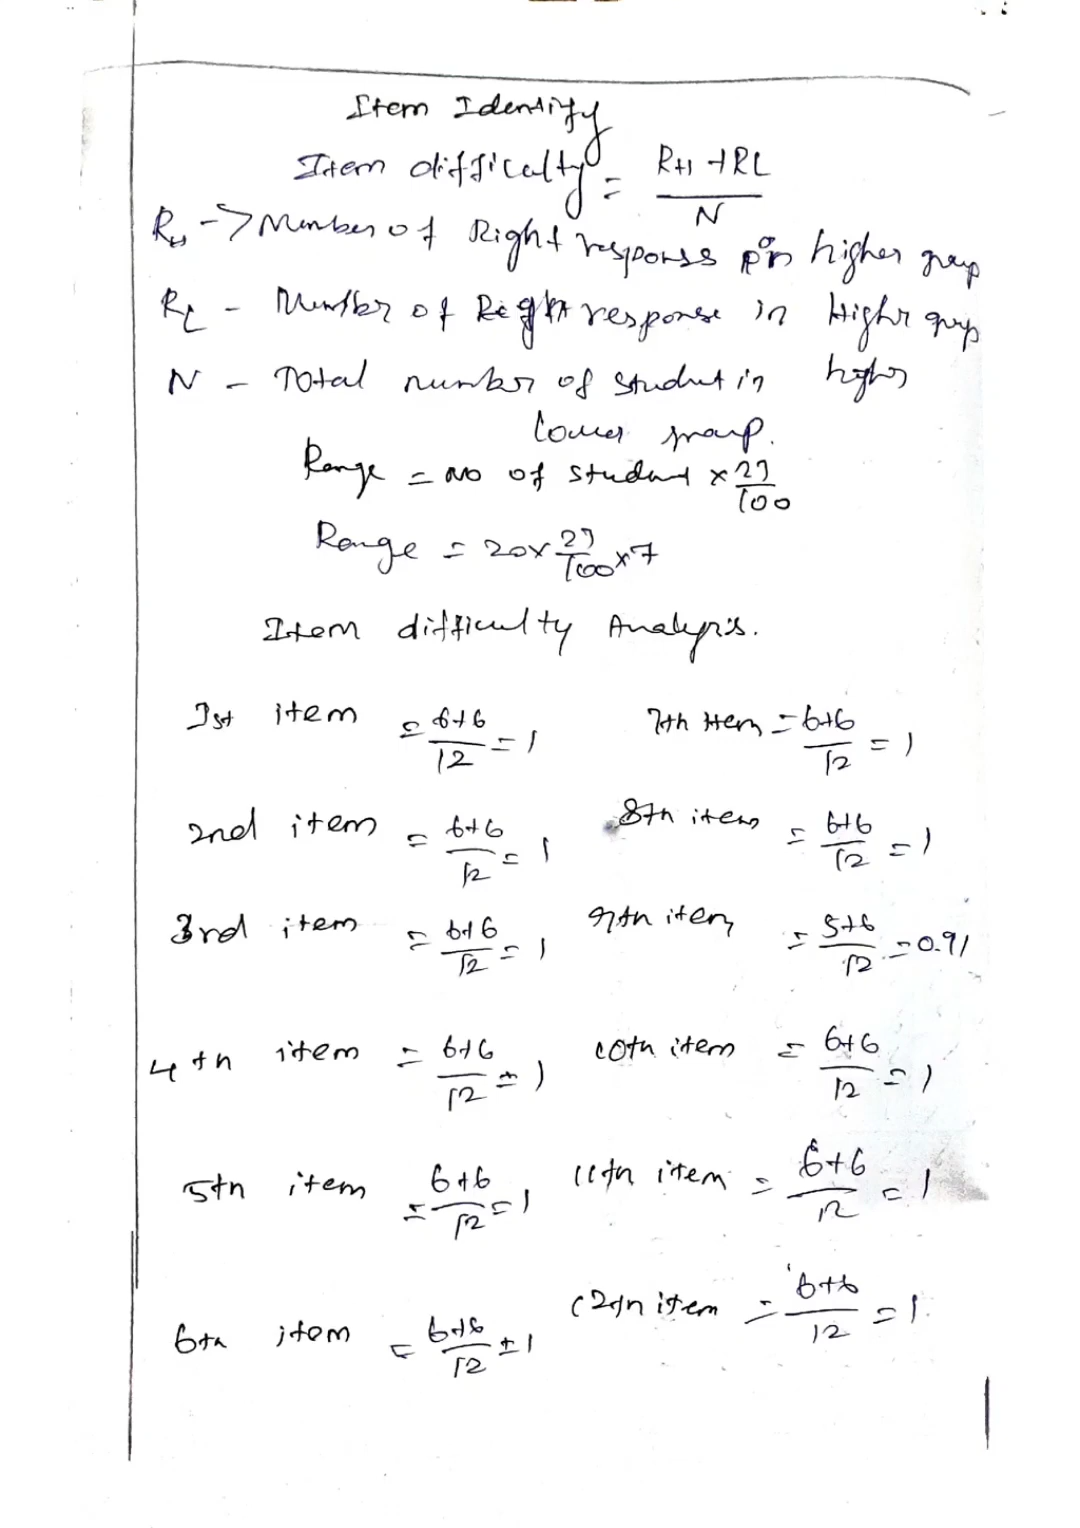 Item Identify
Item difficalty = RH + RL / N
RH -> Number of Right responses in higher group
RL - Number of Right response in Higher group
N - Total number of student in higher
lower group.
Range = no of student × 27/100
Range = 20 × 27/100 × 7
Item difficulty Analysis.
1st item = 6+6/12 = 1
7th item = 6+6/12 = 1
2nd item = 6+6/12 = 1
8th item = 6+6/12 = 1
3rd item = 6+6/12 = 1
9th item = 5+6/12 = 0.91
4th item = 6+6/12 = 1
10th item = 6+6/12 = 1
5th item = 6+6/12 = 1
11th item = 6+6/12 = 1
6th item = 6+6/12 = 1
12th item = 6+6/12 = 1.